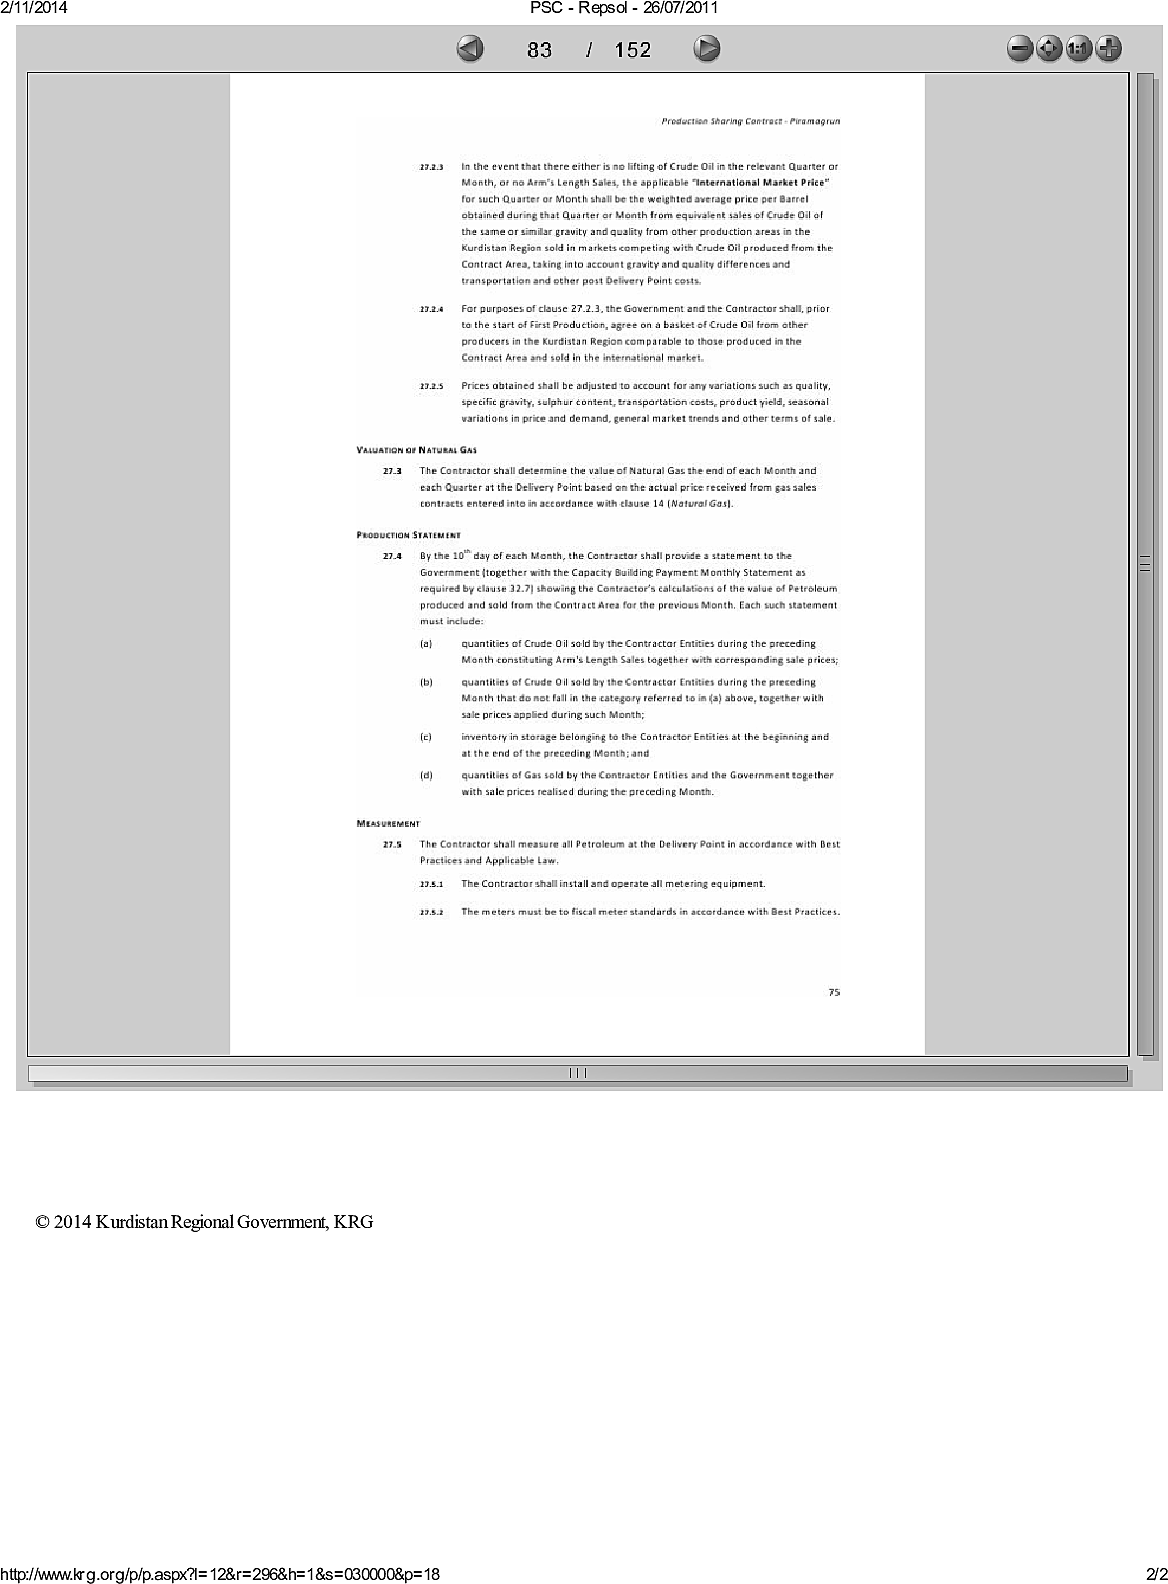 2/11/2014
PSC - Repsol - 26/07/2011
83 / 152
1:1
Production Sharing Contract - Piramagrun
27.2.3 In the event that there either is no lifting of Crude Oil in the relevant Quarter or
Month, or no Arm's Length Sales, the applicable "International Market Price"
for such Quarter or Month shall be the weighted average price per Barrel
obtained during that Quarter or Month from equivalent sales of Crude Oil of
the same or similar gravity and quality from other production areas in the
Kurdistan Region sold in markets competing with Crude Oil produced from the
Contract Area, taking into account gravity and quality differences and
transportation and other post Delivery Point costs.
27.2.4 For purposes of clause 27.2.3, the Government and the Contractor shall, prior
to the start of First Production, agree on a basket of Crude Oil from other
producers in the Kurdistan Region comparable to those produced in the
Contract Area and sold in the international market.
27.2.5 Prices obtained shall be adjusted to account for any variations such as quality,
specific gravity, sulphur content, transportation costs, product yield, seasonal
variations in price and demand, general market trends and other terms of sale.
VALUATION OF NATURAL GAS
27.3 The Contractor shall determine the value of Natural Gas the end of each Month and
each Quarter at the Delivery Point based on the actual price received from gas sales
contracts entered into in accordance with clause 14 (Natural Gas).
PRODUCTION STATEMENT
27.4 By the 10th day of each Month, the Contractor shall provide a statement to the
Government (together with the Capacity Building Payment Monthly Statement as
required by clause 32.7) showing the Contractor's calculations of the value of Petroleum
produced and sold from the Contract Area for the previous Month. Each such statement
must include:
(a) quantities of Crude Oil sold by the Contractor Entities during the preceding
Month constituting Arm's Length Sales together with corresponding sale prices;
(b) quantities of Crude Oil sold by the Contractor Entities during the preceding
Month that do not fall in the category referred to in (a) above, together with
sale prices applied during such Month;
(c) inventory in storage belonging to the Contractor Entities at the beginning and
at the end of the preceding Month; and
(d) quantities of Gas sold by the Contractor Entities and the Government together
with sale prices realised during the preceding Month.
MEASUREMENT
27.5 The Contractor shall measure all Petroleum at the Delivery Point in accordance with Best
Practices and Applicable Law.
27.5.1 The Contractor shall install and operate all metering equipment.
27.5.2 The meters must be to fiscal meter standards in accordance with Best Practices.
75
© 2014 Kurdistan Regional Government, KRG
http://www.krg.org/p/p.aspx?l=12&r=296&h=1&s=030000&p=18
2/2